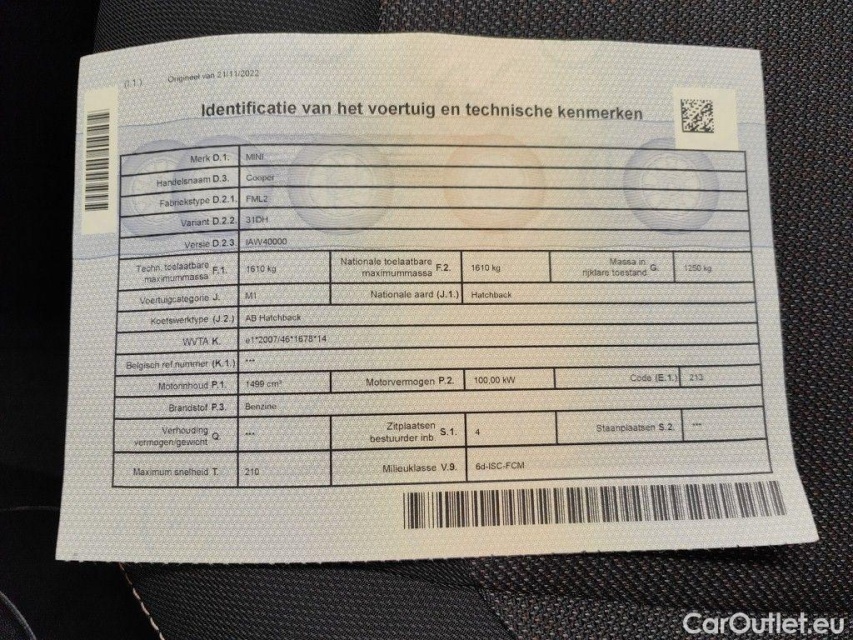 (I.1.) Origineel van 21/11/2022
Identificatie van het voertuig en technische kenmerken
Merk D.1. MINI
Handelsnaam D.3. Cooper
Fabriekstype D.2.1. FML2
Variant D.2.2. 31DH
Versie D.2.3. IAW40000
Techn. toelaatbare maximummassa F.1. 1610 kg Nationale toelaatbare maximummassa F.2. 1610 kg Massa in rijklare toestand G. 1250 kg
Voertuigcategorie J. M1 Nationale aard (J.1.) Hatchback
Koetswerktype (J.2.) AB Hatchback
WVTA K. e1*2007/46*1678*14
Belgisch ref.nummer (K.1.) ---
Motorinhoud P.1. 1499 cm³ Motorvermogen P.2. 100,00 kW Code (E.1.) 213
Brandstof P.3. Benzine
Verhouding vermogen/gewicht Q. --- Zitplaatsen bestuurder inb. S.1. 4 Staanplaatsen S.2. ---
Maximum snelheid T. 210 Milieuklasse V.9. 6d-ISC-FCM
CarOutlet.eu